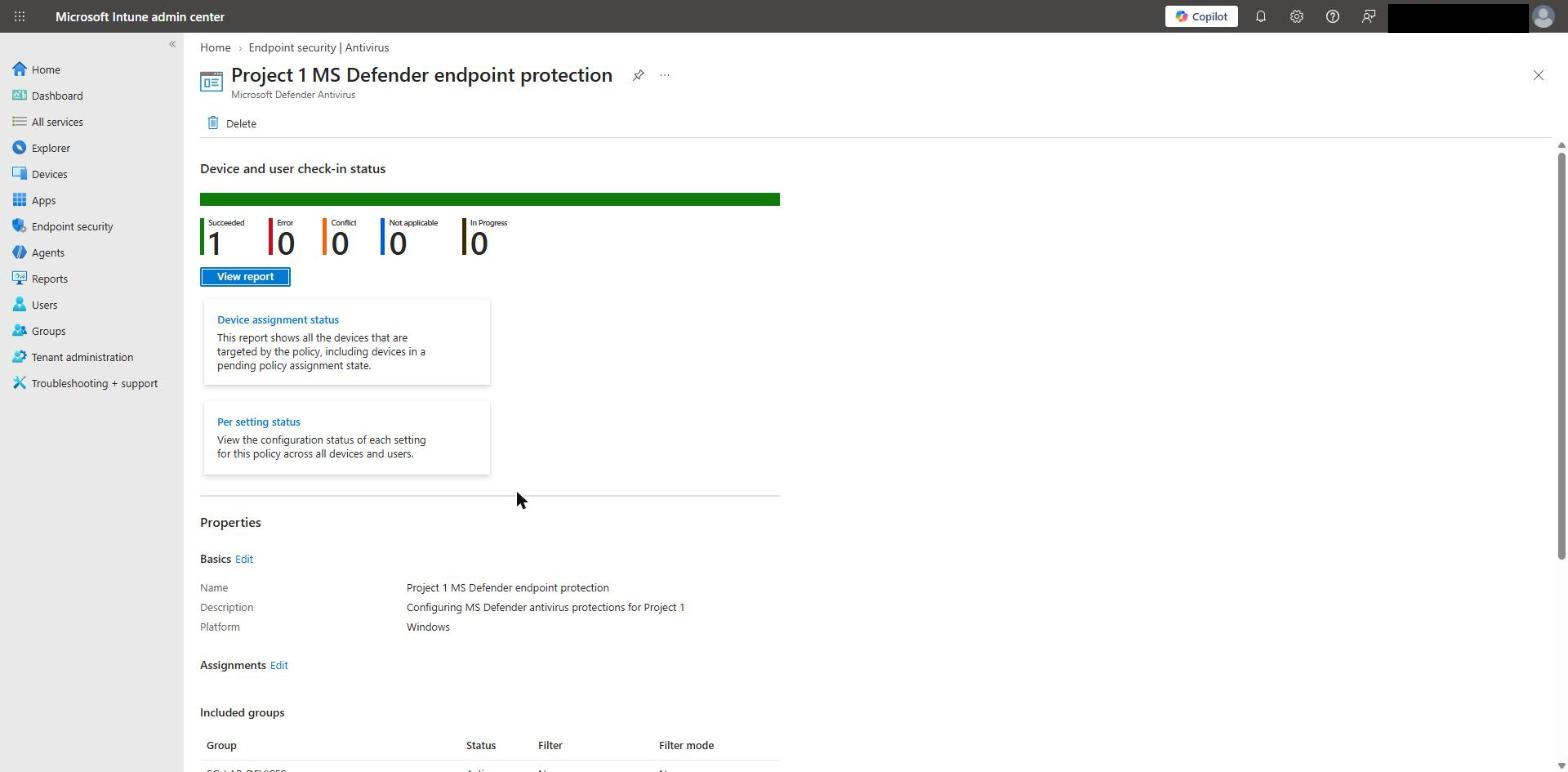 Microsoft Intune admin center
Copilot
Home
Dashboard
All services
Explorer
Devices
Apps
Endpoint security
Agents
Reports
Users
Groups
Tenant administration
Troubleshooting + support
Home › Endpoint security | Antivirus
Project 1 MS Defender endpoint protection
Microsoft Defender Antivirus
Delete
Device and user check-in status
Succeeded Error Conflict Not applicable In Progress
1 0 0 0 0
View report
Device assignment status
This report shows all the devices that are
targeted by the policy, including devices in a
pending policy assignment state.
Per setting status
View the configuration status of each setting
for this policy across all devices and users.
Properties
Basics Edit
Name Project 1 MS Defender endpoint protection
Description Configuring MS Defender antivirus protections for Project 1
Platform Windows
Assignments Edit
Included groups
Group Status Filter Filter mode